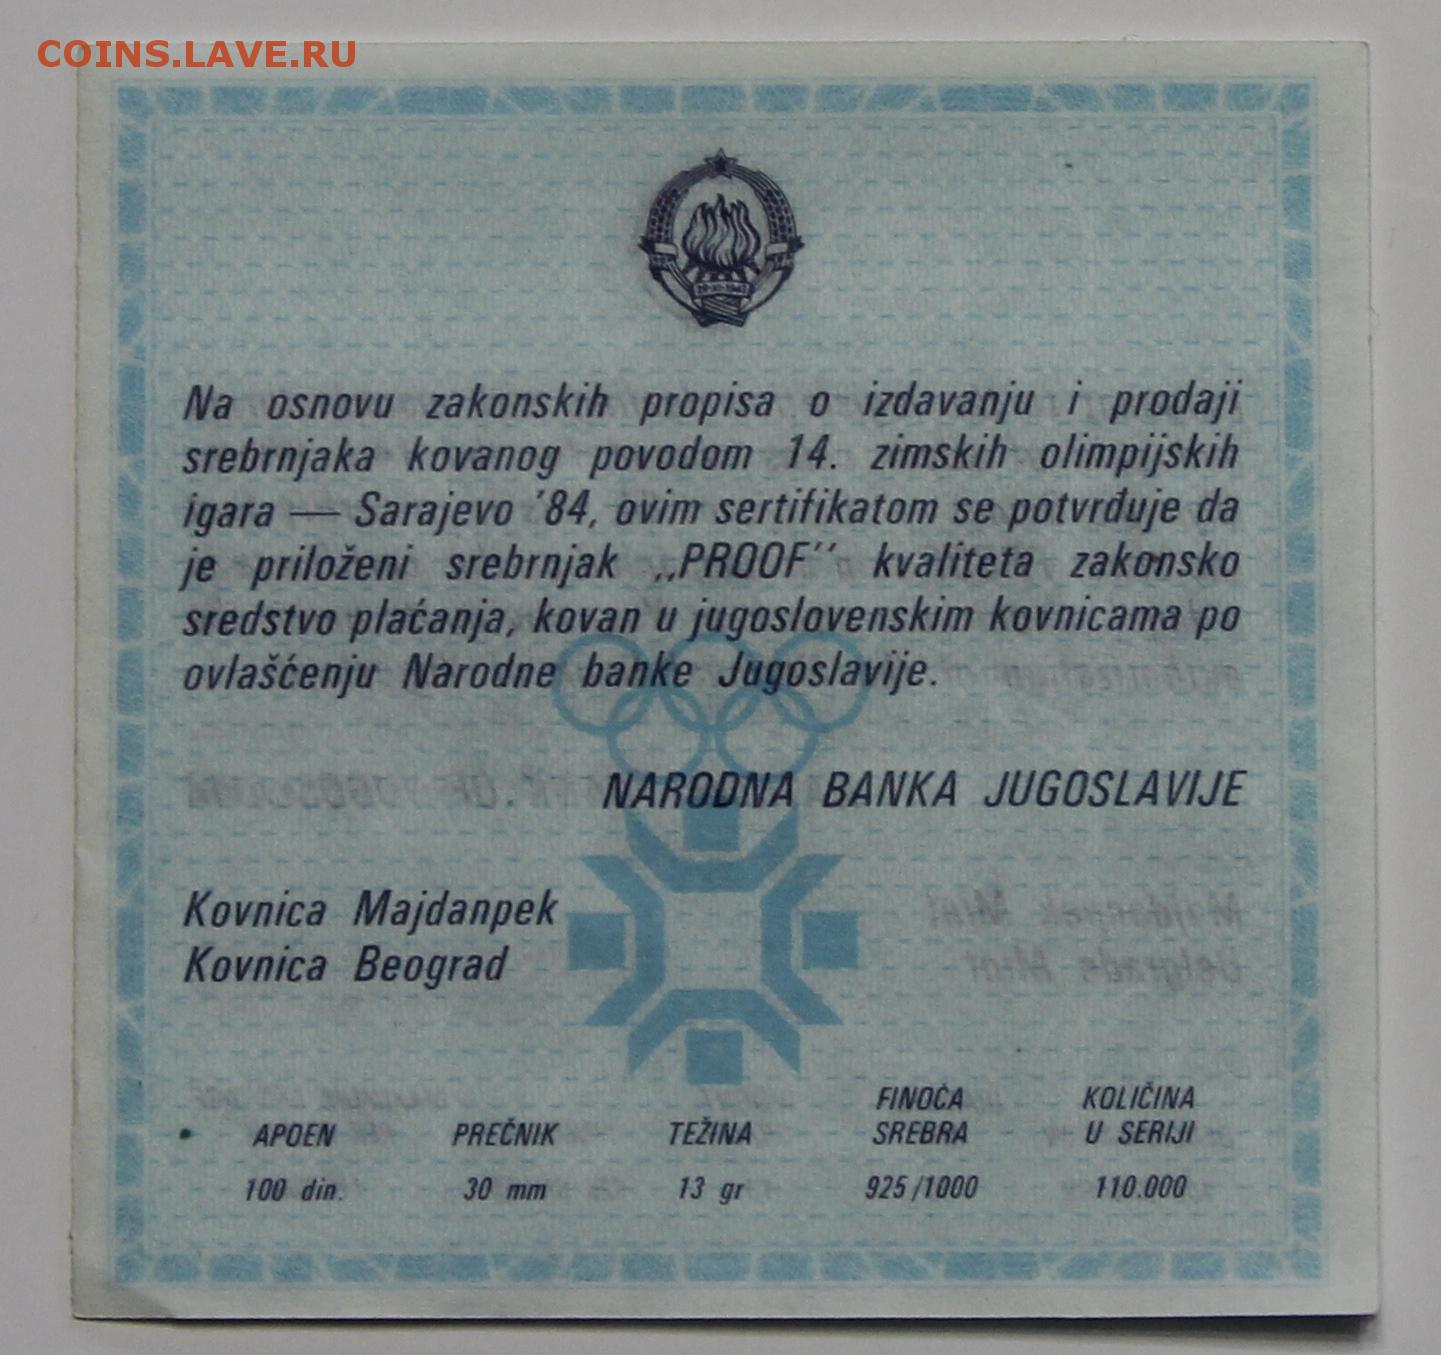 COINS.LAVE.RU
Na osnovu zakonskih propisa o izdavanju i prodaji
srebrnjaka kovanog povodom 14. zimskih olimpijskih
igara — Sarajevo '84, ovim sertifikatom se potvrđuje da
je priloženi srebrnjak „PROOF'' kvaliteta zakonsko
sredstvo plaćanja, kovan u jugoslovenskim kovnicama po
ovlašćenju Narodne banke Jugoslavije.
NARODNA BANKA JUGOSLAVIJE
Kovnica Majdanpek
Kovnica Beograd
APOEN PREČNIK TEŽINA FINOĆA SREBRA KOLIČINA U SERIJI
100 din. 30 mm 13 gr 925/1000 110.000